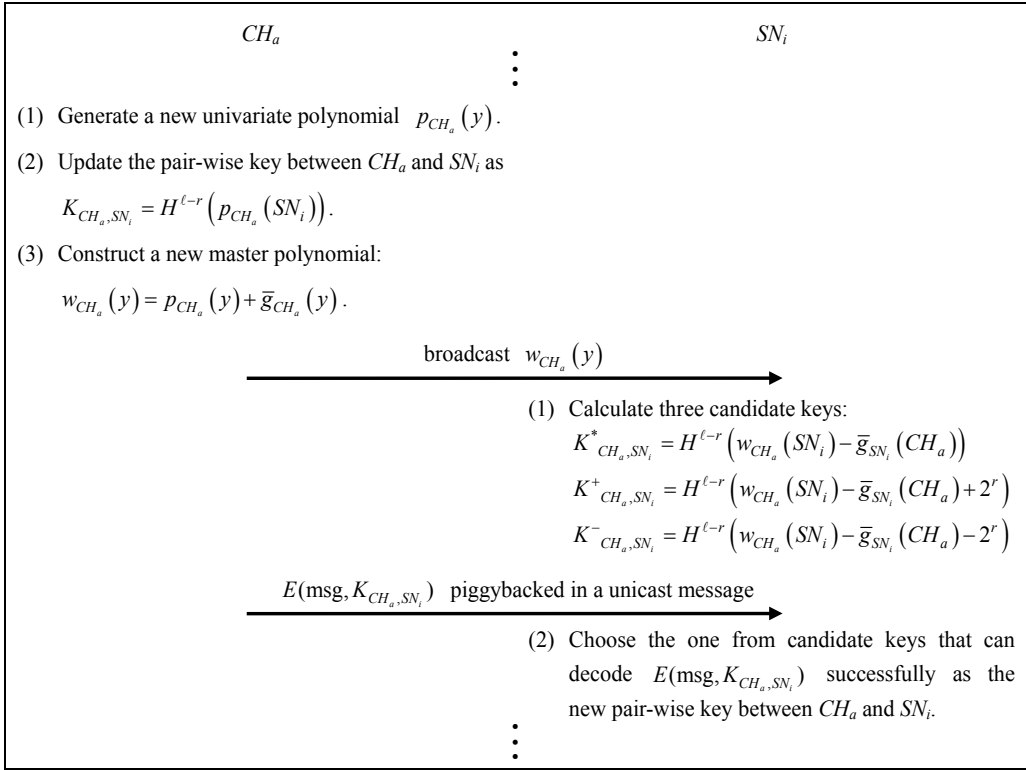 CH_a SN_i
(1) Generate a new univariate polynomial p_{CH_a}(y).
(2) Update the pair-wise key between CH_a and SN_i as
K_{CH_a,SN_i} = H^{ℓ−r}(p_{CH_a}(SN_i)).
(3) Construct a new master polynomial:
w_{CH_a}(y) = p_{CH_a}(y) + g̅_{CH_a}(y).
broadcast w_{CH_a}(y)
(1) Calculate three candidate keys:
K^*_{CH_a,SN_i} = H^{ℓ−r}(w_{CH_a}(SN_i) − g̅_{SN_i}(CH_a))
K^+_{CH_a,SN_i} = H^{ℓ−r}(w_{CH_a}(SN_i) − g̅_{SN_i}(CH_a) + 2^r)
K^−_{CH_a,SN_i} = H^{ℓ−r}(w_{CH_a}(SN_i) − g̅_{SN_i}(CH_a) − 2^r)
E(msg, K_{CH_a,SN_i}) piggybacked in a unicast message
(2) Choose the one from candidate keys that can
decode E(msg, K_{CH_a,SN_i}) successfully as the
new pair-wise key between CH_a and SN_i.